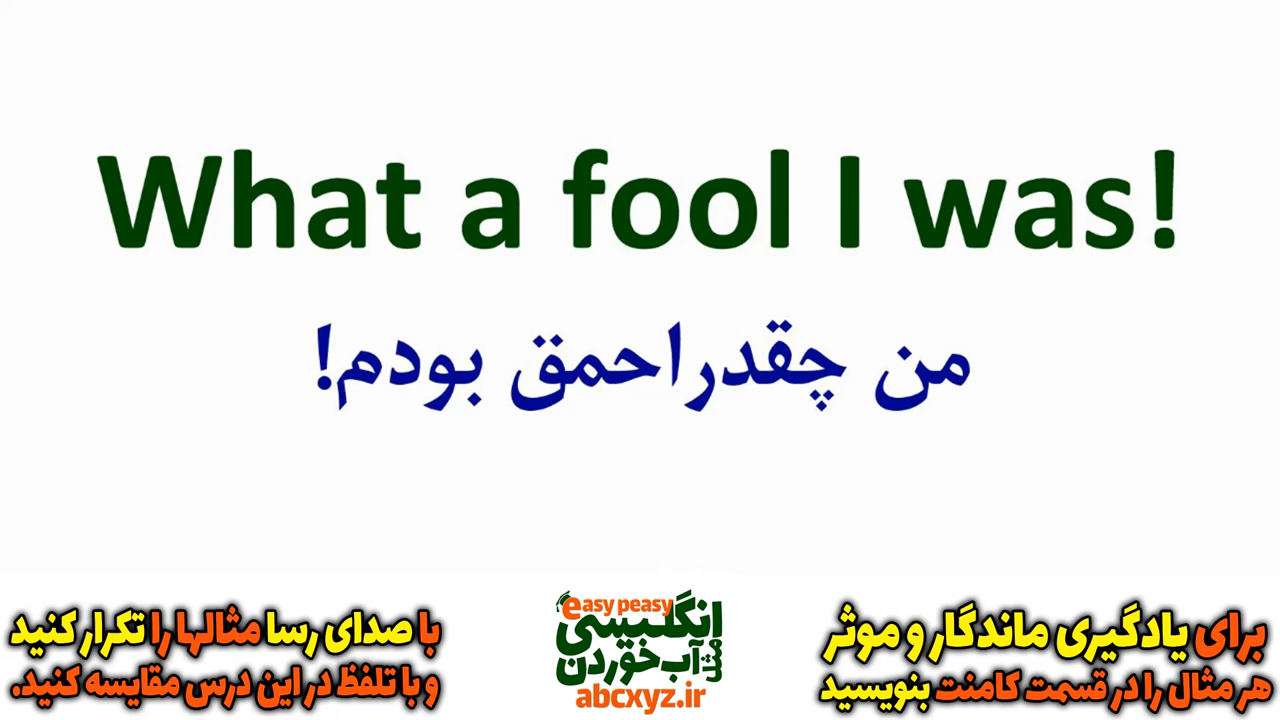 What a fool I was!
من چقدراحمق بودم!
برای یادگیری ماندگار و موثر
هر مثال را در قسمت کامنت بنویسید
easy peasy
انگلیسی
مثل آب خوردن
abcxyz.ir
با صدای رسا مثالها را تکرار کنید
و با تلفظ در این درس مقایسه کنید.